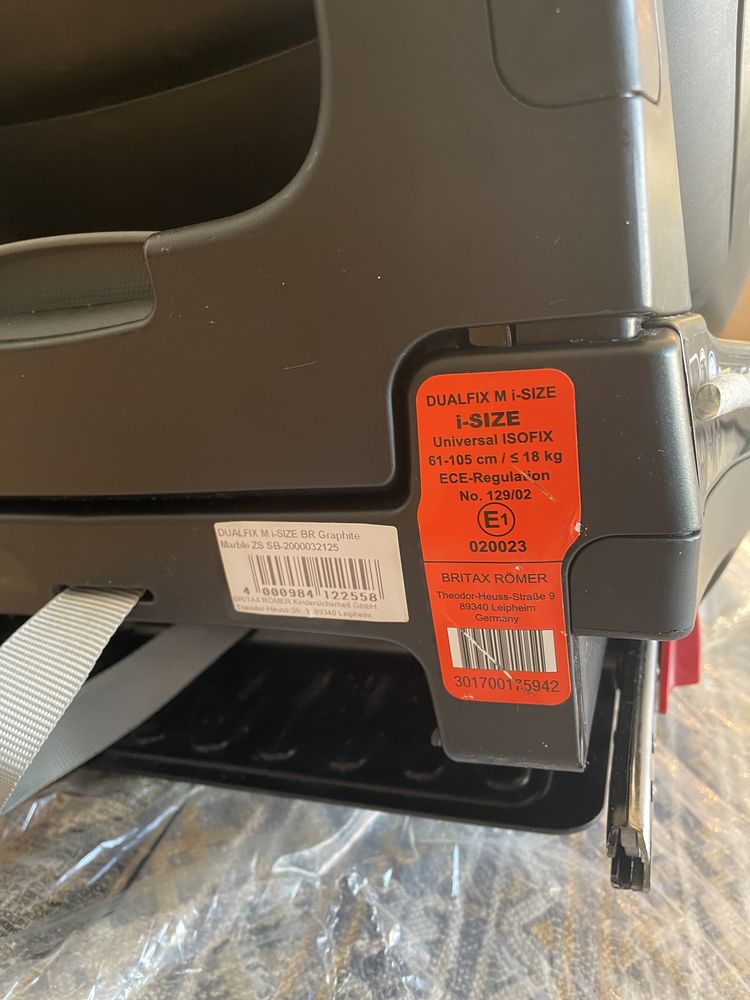 DUALFIX M i-SIZE
i-SIZE
Universal ISOFIX
61-105 cm / ≤ 18 kg
ECE-Regulation
No. 129/02
E1
020023
BRITAX RÖMER
Theodor-Heuss-Straße 9
89340 Leipheim
Germany
301700175942
DUALFIX M i-SIZE BR Graphite
Marble ZS SB-2000032125
4 000984 122558
BRITAX RÖMER Kindersicherheit GmbH.
Theodor-Heuss-Str. 9 89340 Leipheim